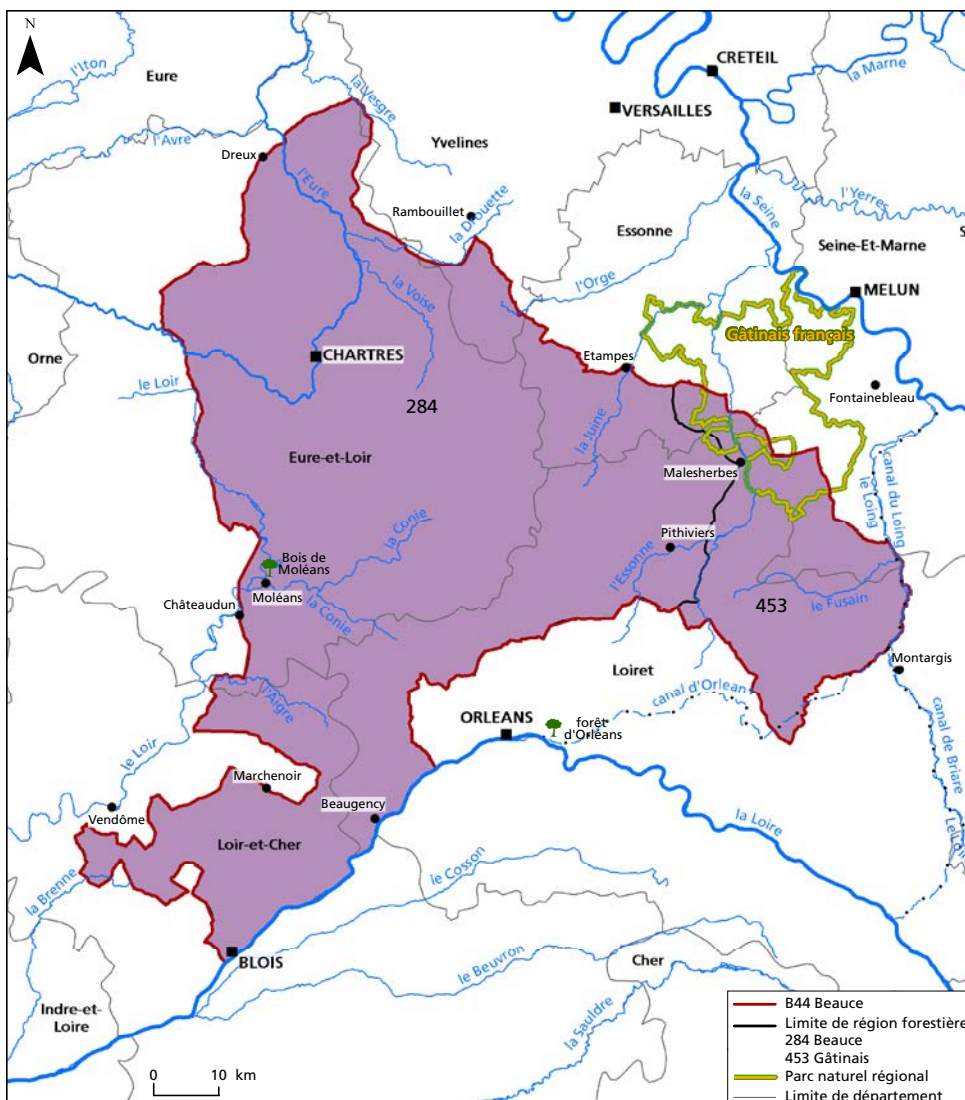 N
CRETEIL
l'Iton
Eure
la Vesgre
la Marne
VERSAILLES
l'Avre
Yvelines
Dreux
l'Eure
la Seine
l'Yerres
Rambouillet
la Drouette
Essonne
Seine-Et-Marne
S
la Voise
l'Orge
MELUN
Gâtinais français
Orne
CHARTRES
Etampes
le Loir
Fontainebleau
284
la Juine
Eure-et-Loir
Malesherbes
canal du Loing
le Loing
la Conie
Pithiviers
Bois de
Moléans
l'Essonne
Moléans
la Conie
453
le Fusain
Châteaudun
Loiret
Montargis
l'Aigre
canal d'Orlean
ORLEANS
forêt
d'Orléans
canal de Briare
le Loir
Marchenoir
Beaugency
Vendôme
la Loire
Loir-et-Cher
Le Lo
le Cosson
la Brenne
BLOIS
le Beuvron
Cher
Indre-et-
Loire
la Sauldre
0 10 km
B44 Beauce
Limite de région forestière
284 Beauce
453 Gâtinais
Parc naturel régional
Limite de département